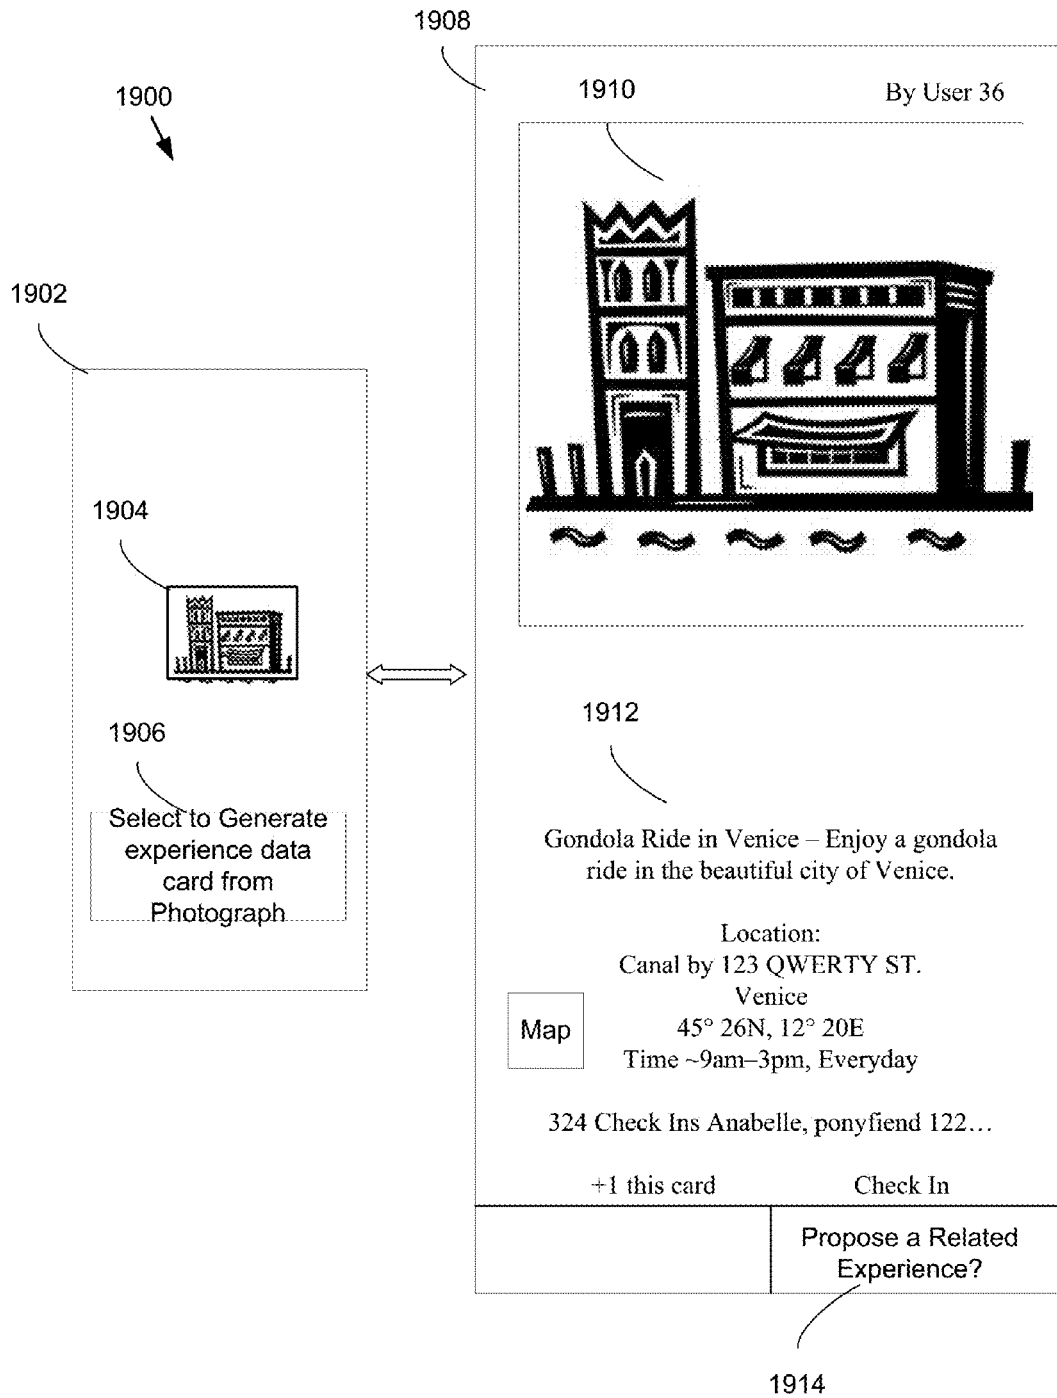 1908
1900
1910
By User 36
1902
1904
1906
Select to Generate
experience data
card from
Photograph
1912
Gondola Ride in Venice – Enjoy a gondola
ride in the beautiful city of Venice.
Location:
Canal by 123 QWERTY ST.
Venice
Map
45° 26N, 12° 20E
Time ~9am–3pm, Everyday
324 Check Ins Anabelle, ponyfiend 122…
+1 this card
Check In
Propose a Related
Experience?
1914